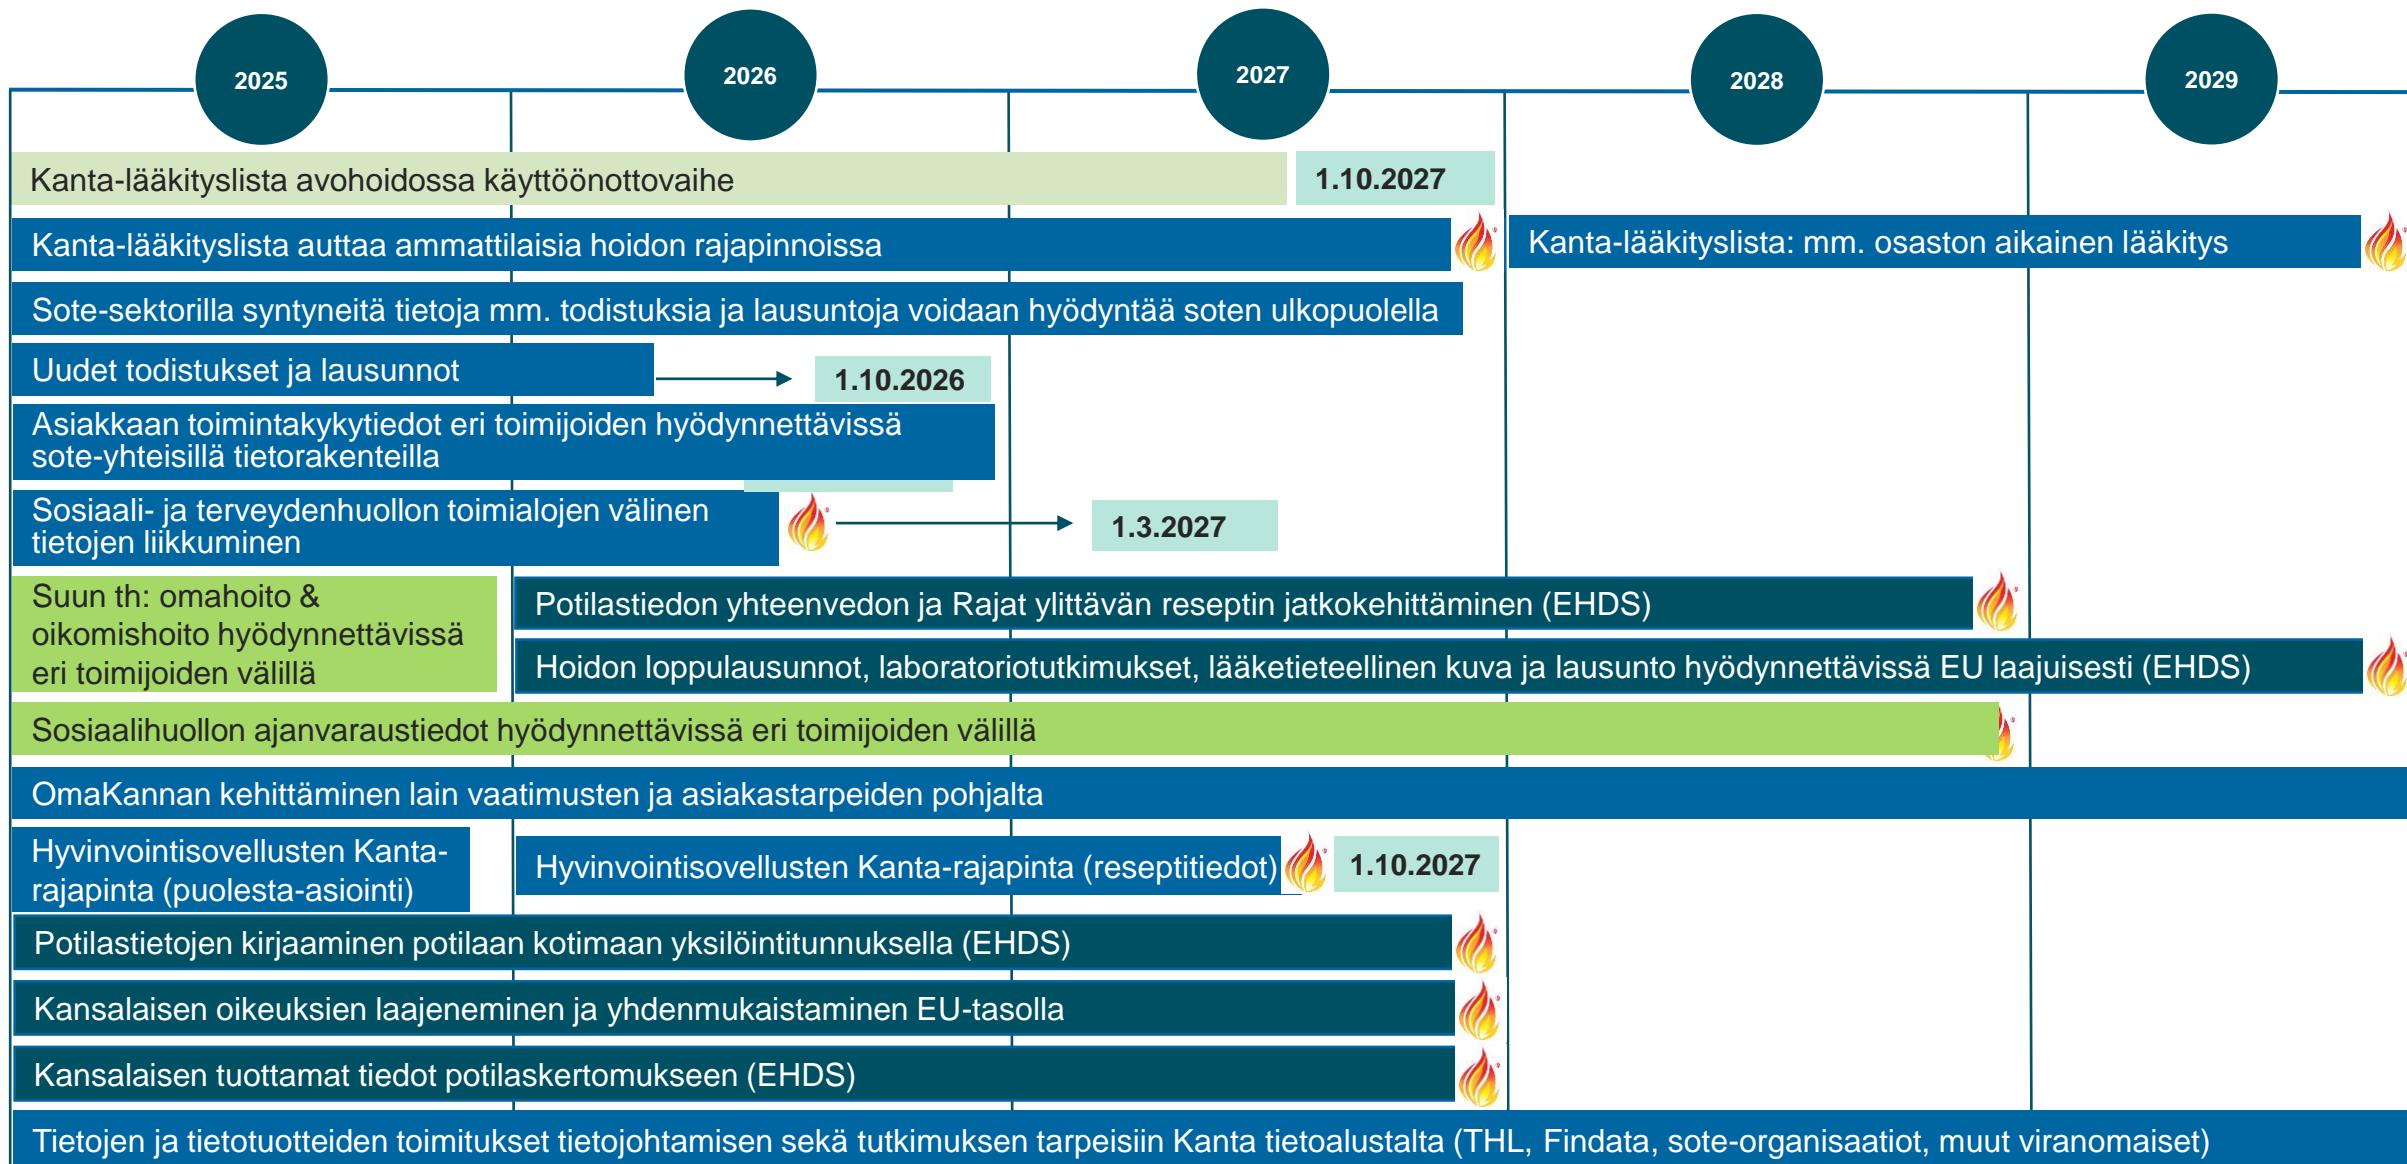 2025
2026
2027
2028
2029
Kanta-lääkityslista avohoidossa käyttöönottovaihe
1.10.2027
Kanta-lääkityslista auttaa ammattilaisia hoidon rajapinnoissa
Kanta-lääkityslista: mm. osaston aikainen lääkitys
Sote-sektorilla syntyneitä tietoja mm. todistuksia ja lausuntoja voidaan hyödyntää soten ulkopuolella
Uudet todistukset ja lausunnot
1.10.2026
Asiakkaan toimintakykytiedot eri toimijoiden hyödynnettävissä
sote-yhteisillä tietorakenteilla
Sosiaali- ja terveydenhuollon toimialojen välinen
tietojen liikkuminen
1.3.2027
Suun th: omahoito &
oikomishoito hyödynnettävissä
eri toimijoiden välillä
Potilastiedon yhteenvedon ja Rajat ylittävän reseptin jatkokehittäminen (EHDS)
Hoidon loppulausunnot, laboratoriotutkimukset, lääketieteellinen kuva ja lausunto hyödynnettävissä EU laajuisesti (EHDS)
Sosiaalihuollon ajanvaraustiedot hyödynnettävissä eri toimijoiden välillä
OmaKannan kehittäminen lain vaatimusten ja asiakastarpeiden pohjalta
Hyvinvointisovellusten Kanta-
rajapinta (puolesta-asiointi)
Hyvinvointisovellusten Kanta-rajapinta (reseptitiedot)
1.10.2027
Potilastietojen kirjaaminen potilaan kotimaan yksilöintitunnuksella (EHDS)
Kansalaisen oikeuksien laajeneminen ja yhdenmukaistaminen EU-tasolla
Kansalaisen tuottamat tiedot potilaskertomukseen (EHDS)
Tietojen ja tietotuotteiden toimitukset tietojohtamisen sekä tutkimuksen tarpeisiin Kanta tietoalustalta (THL, Findata, sote-organisaatiot, muut viranomaiset)